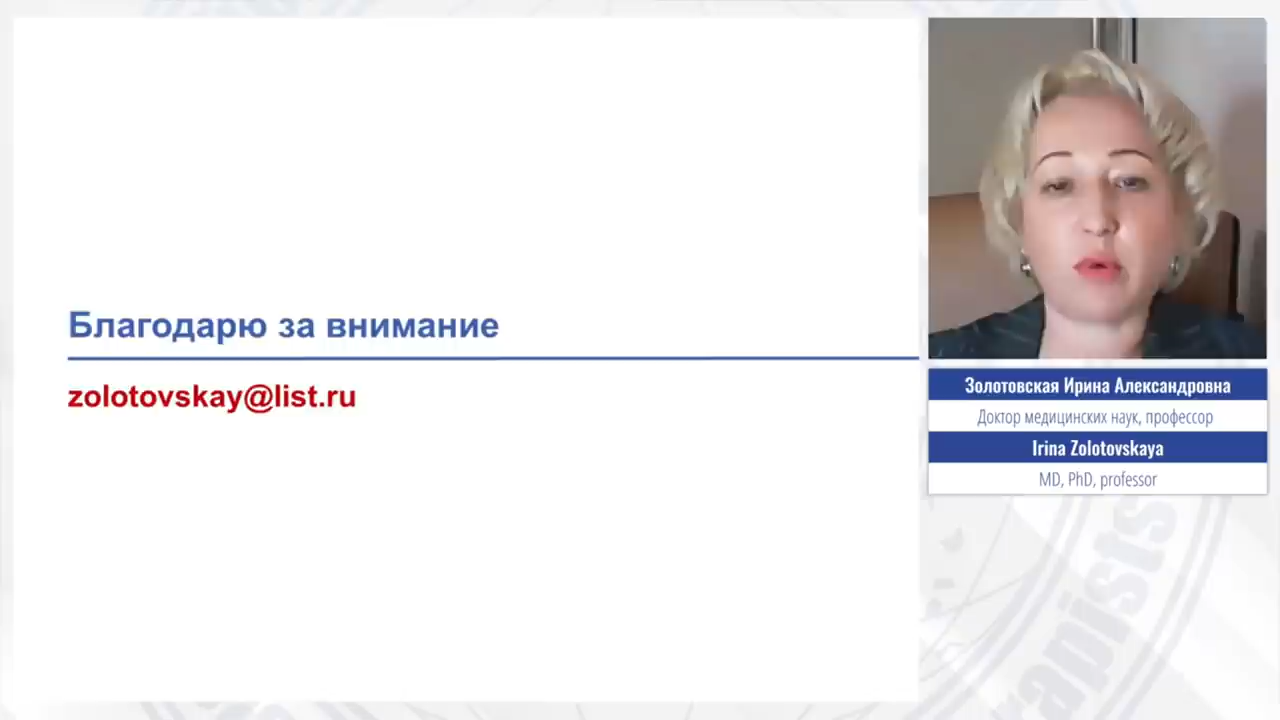 Благодарю за внимание
zolotovskay@list.ru
Золотовская Ирина Александровна
Доктор медицинских наук, профессор
Irina Zolotovskaya
MD, PhD, professor